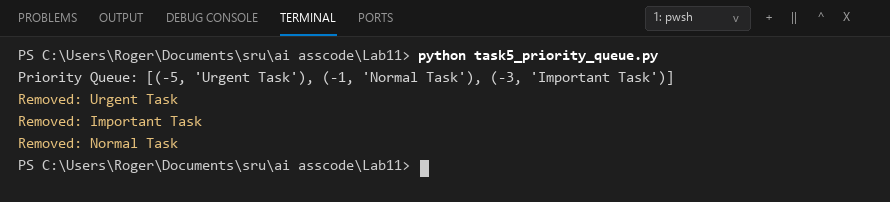 PROBLEMS OUTPUT DEBUG CONSOLE TERMINAL PORTS 1: pwsh v + || ^ X
PS C:\Users\Roger\Documents\sru\ai asscode\Lab11> python task5_priority_queue.py
Priority Queue: [(-5, 'Urgent Task'), (-1, 'Normal Task'), (-3, 'Important Task')]
Removed: Urgent Task
Removed: Important Task
Removed: Normal Task
PS C:\Users\Roger\Documents\sru\ai asscode\Lab11>